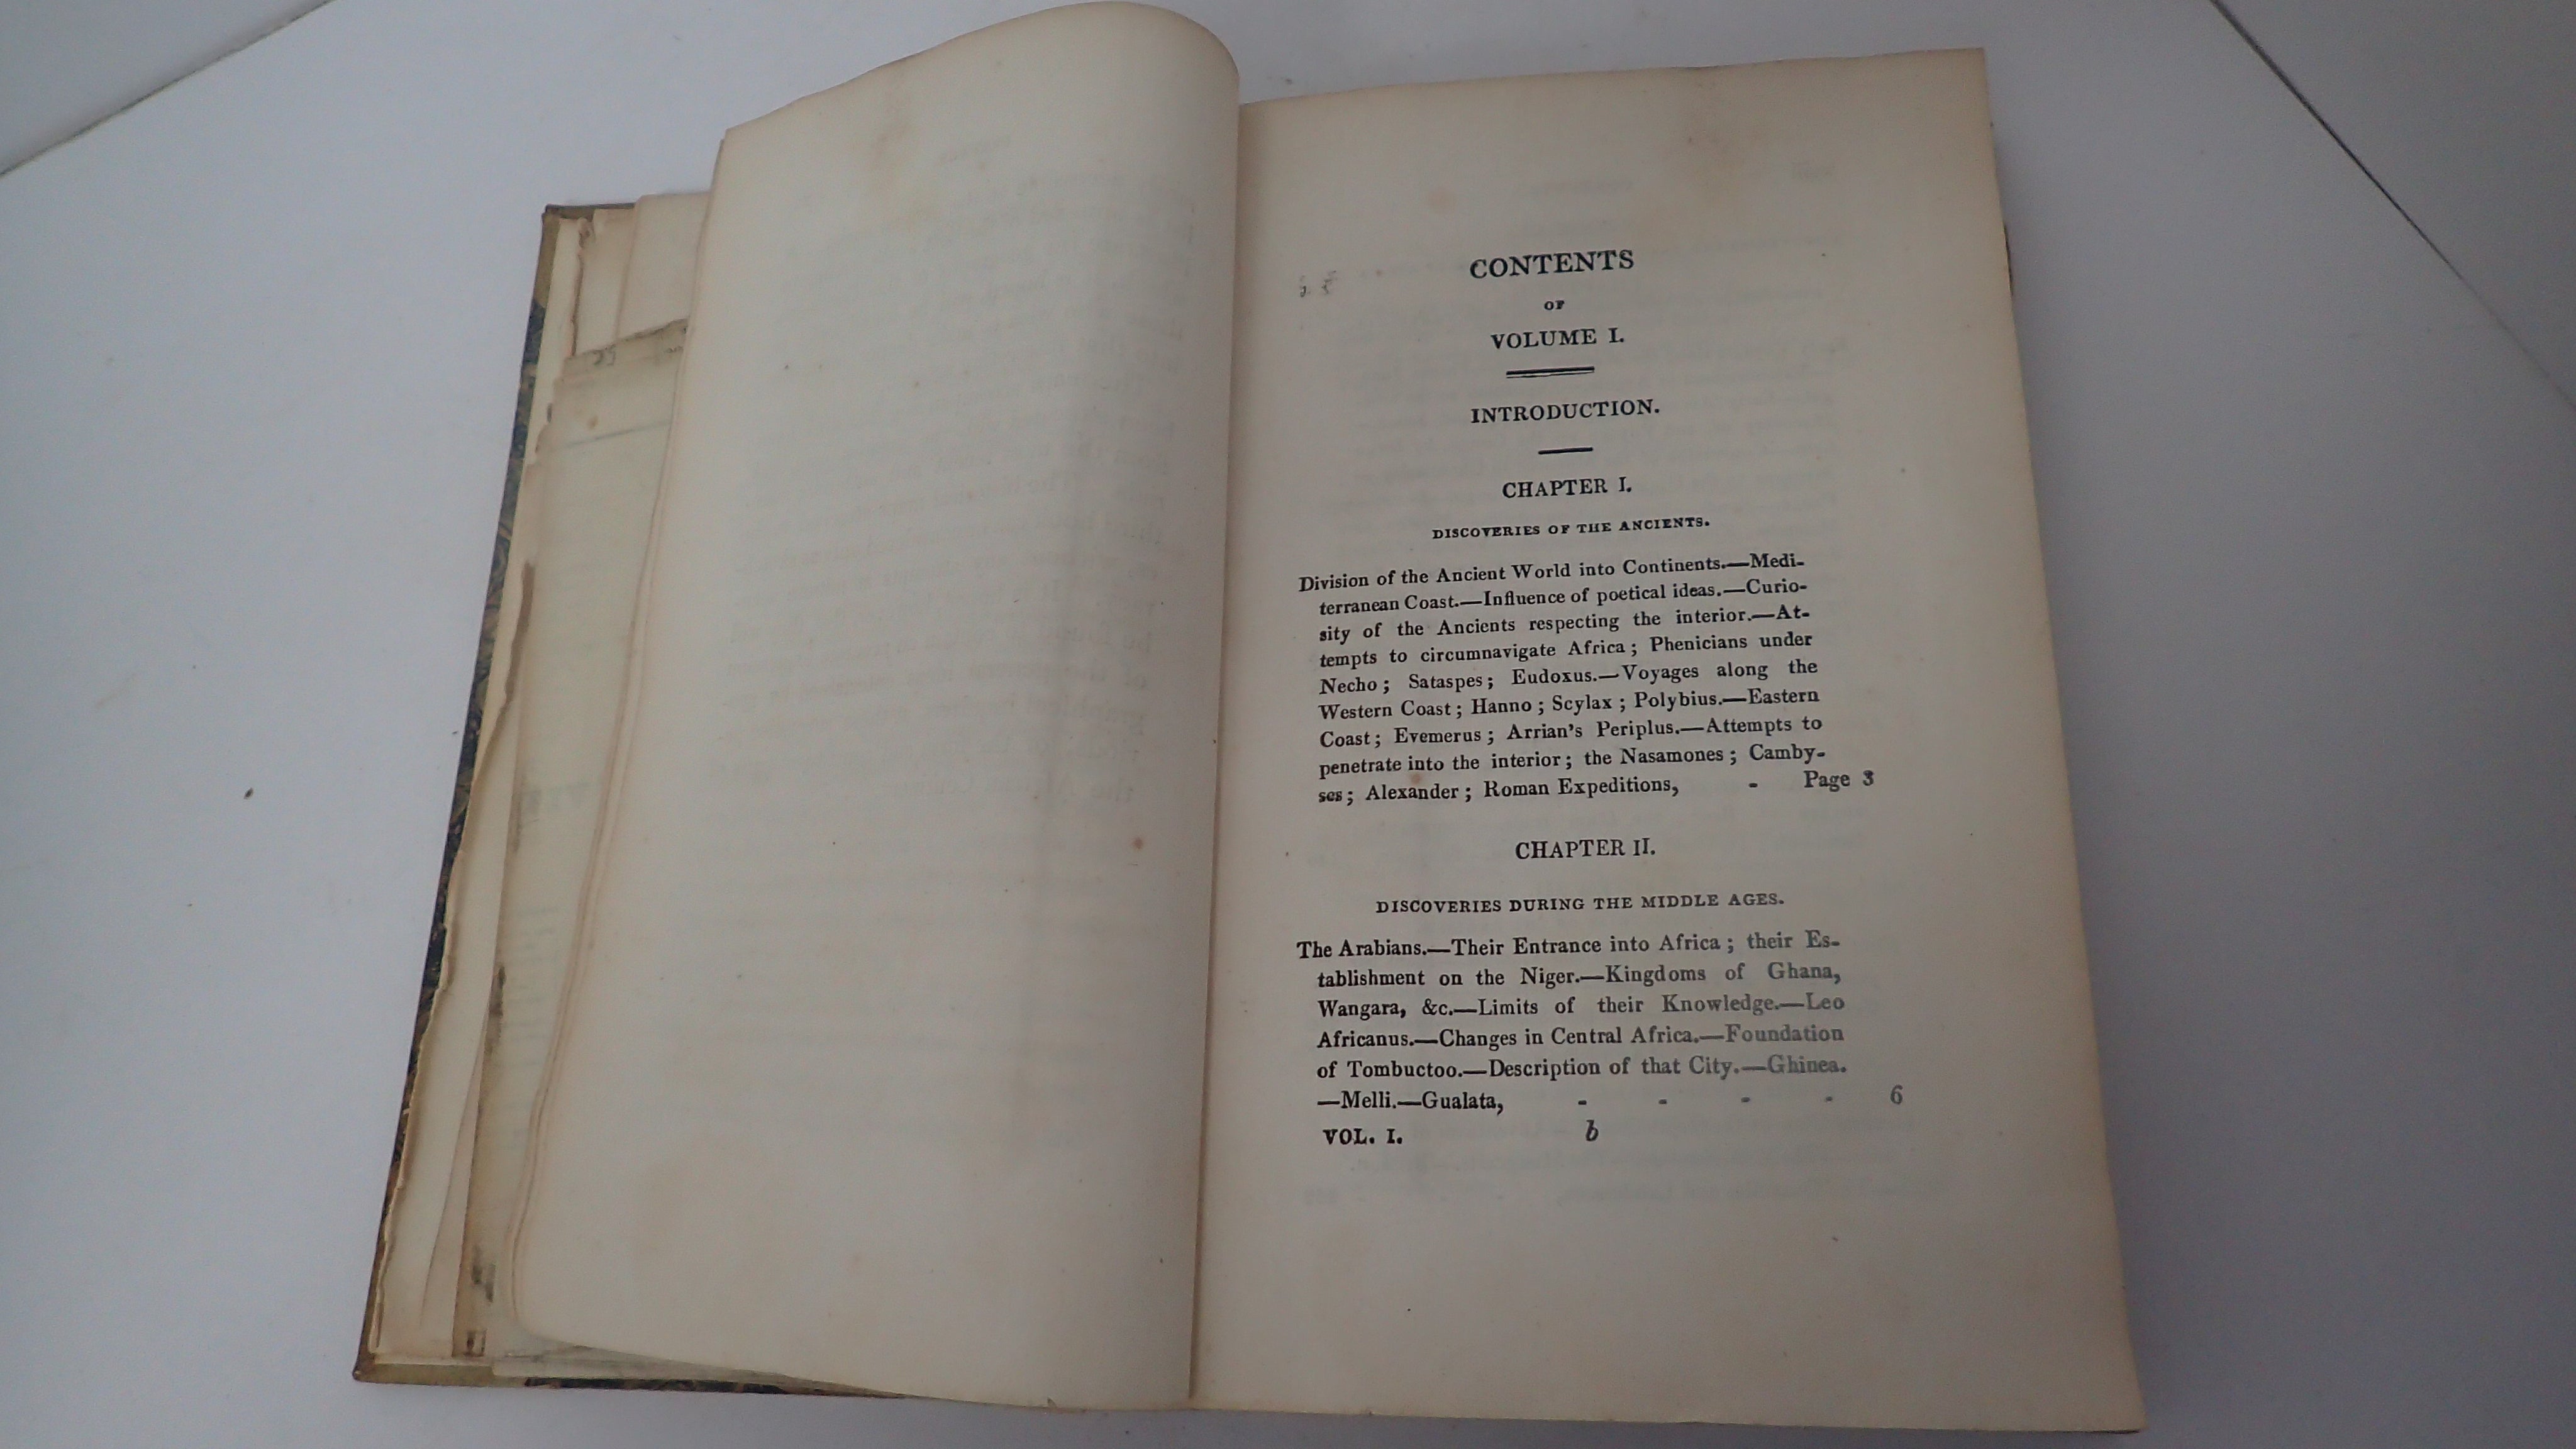 CONTENTS
OF
VOLUME I.
INTRODUCTION.
CHAPTER I.
DISCOVERIES OF THE ANCIENTS.
Division of the Ancient World into Continents.—Medi-
terranean Coast.—Influence of poetical ideas.—Curio-
sity of the Ancients respecting the interior.—At-
tempts to circumnavigate Africa; Phenicians under
Necho; Sataspes; Eudoxus.—Voyages along the
Western Coast; Hanno; Scylax; Polybius.—Eastern
Coast; Evemerus; Arrian's Periplus.—Attempts to
penetrate into the interior; the Nasamones; Camby-
ses; Alexander; Roman Expeditions, - Page 3
CHAPTER II.
DISCOVERIES DURING THE MIDDLE AGES.
The Arabians.—Their Entrance into Africa; their Es-
tablishment on the Niger.—Kingdoms of Ghana,
Wangara, &c.—Limits of their Knowledge.—Leo
Africanus.—Changes in Central Africa.—Foundation
of Tombuctoo.—Description of that City.—Ghinea.
—Melli.—Gualata, - - - - 6
VOL. I. b